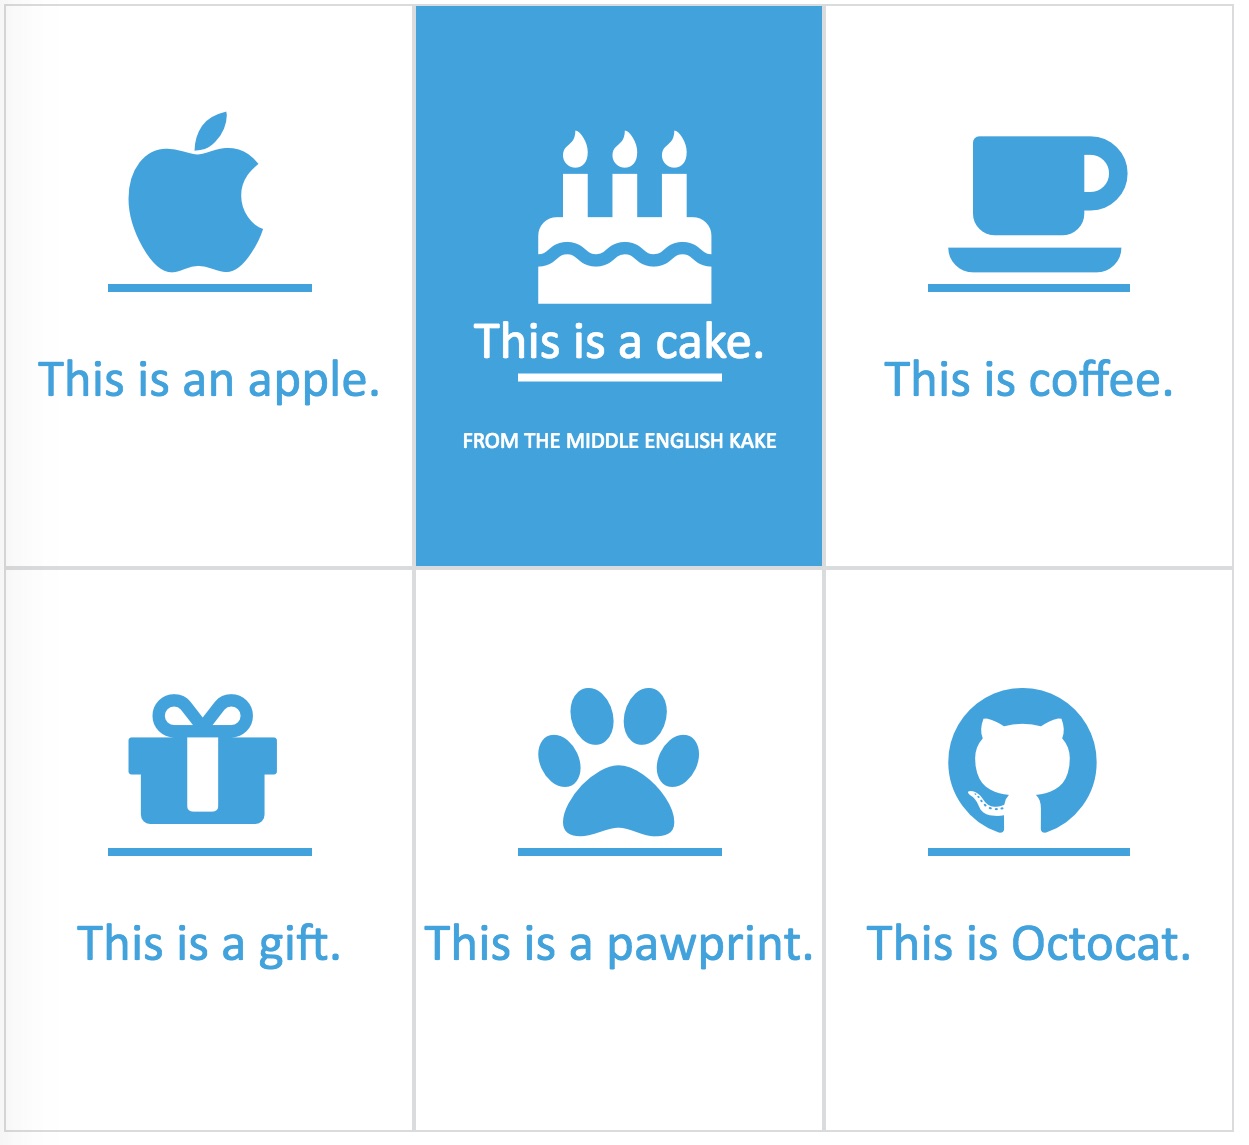 This is an apple.
This is a cake.
FROM THE MIDDLE ENGLISH KAKE
This is coffee.
This is a gift.
This is a pawprint.
This is Octocat.